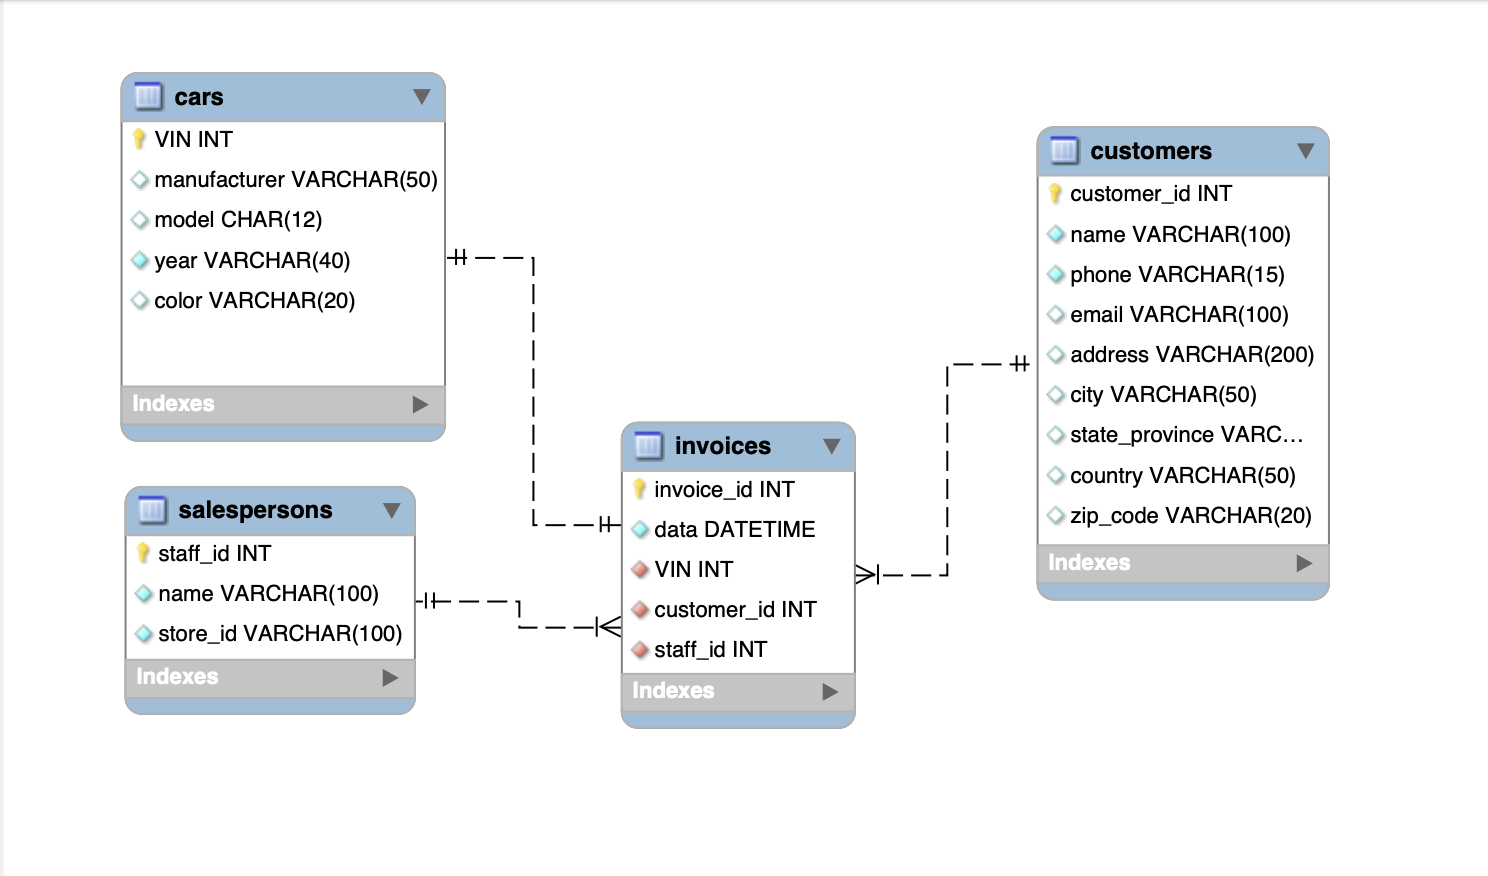 cars
VIN INT
manufacturer VARCHAR(50)
model CHAR(12)
year VARCHAR(40)
color VARCHAR(20)
Indexes
salespersons
staff_id INT
name VARCHAR(100)
store_id VARCHAR(100)
Indexes
invoices
invoice_id INT
data DATETIME
VIN INT
customer_id INT
staff_id INT
Indexes
customers
customer_id INT
name VARCHAR(100)
phone VARCHAR(15)
email VARCHAR(100)
address VARCHAR(200)
city VARCHAR(50)
state_province VARC...
country VARCHAR(50)
zip_code VARCHAR(20)
Indexes